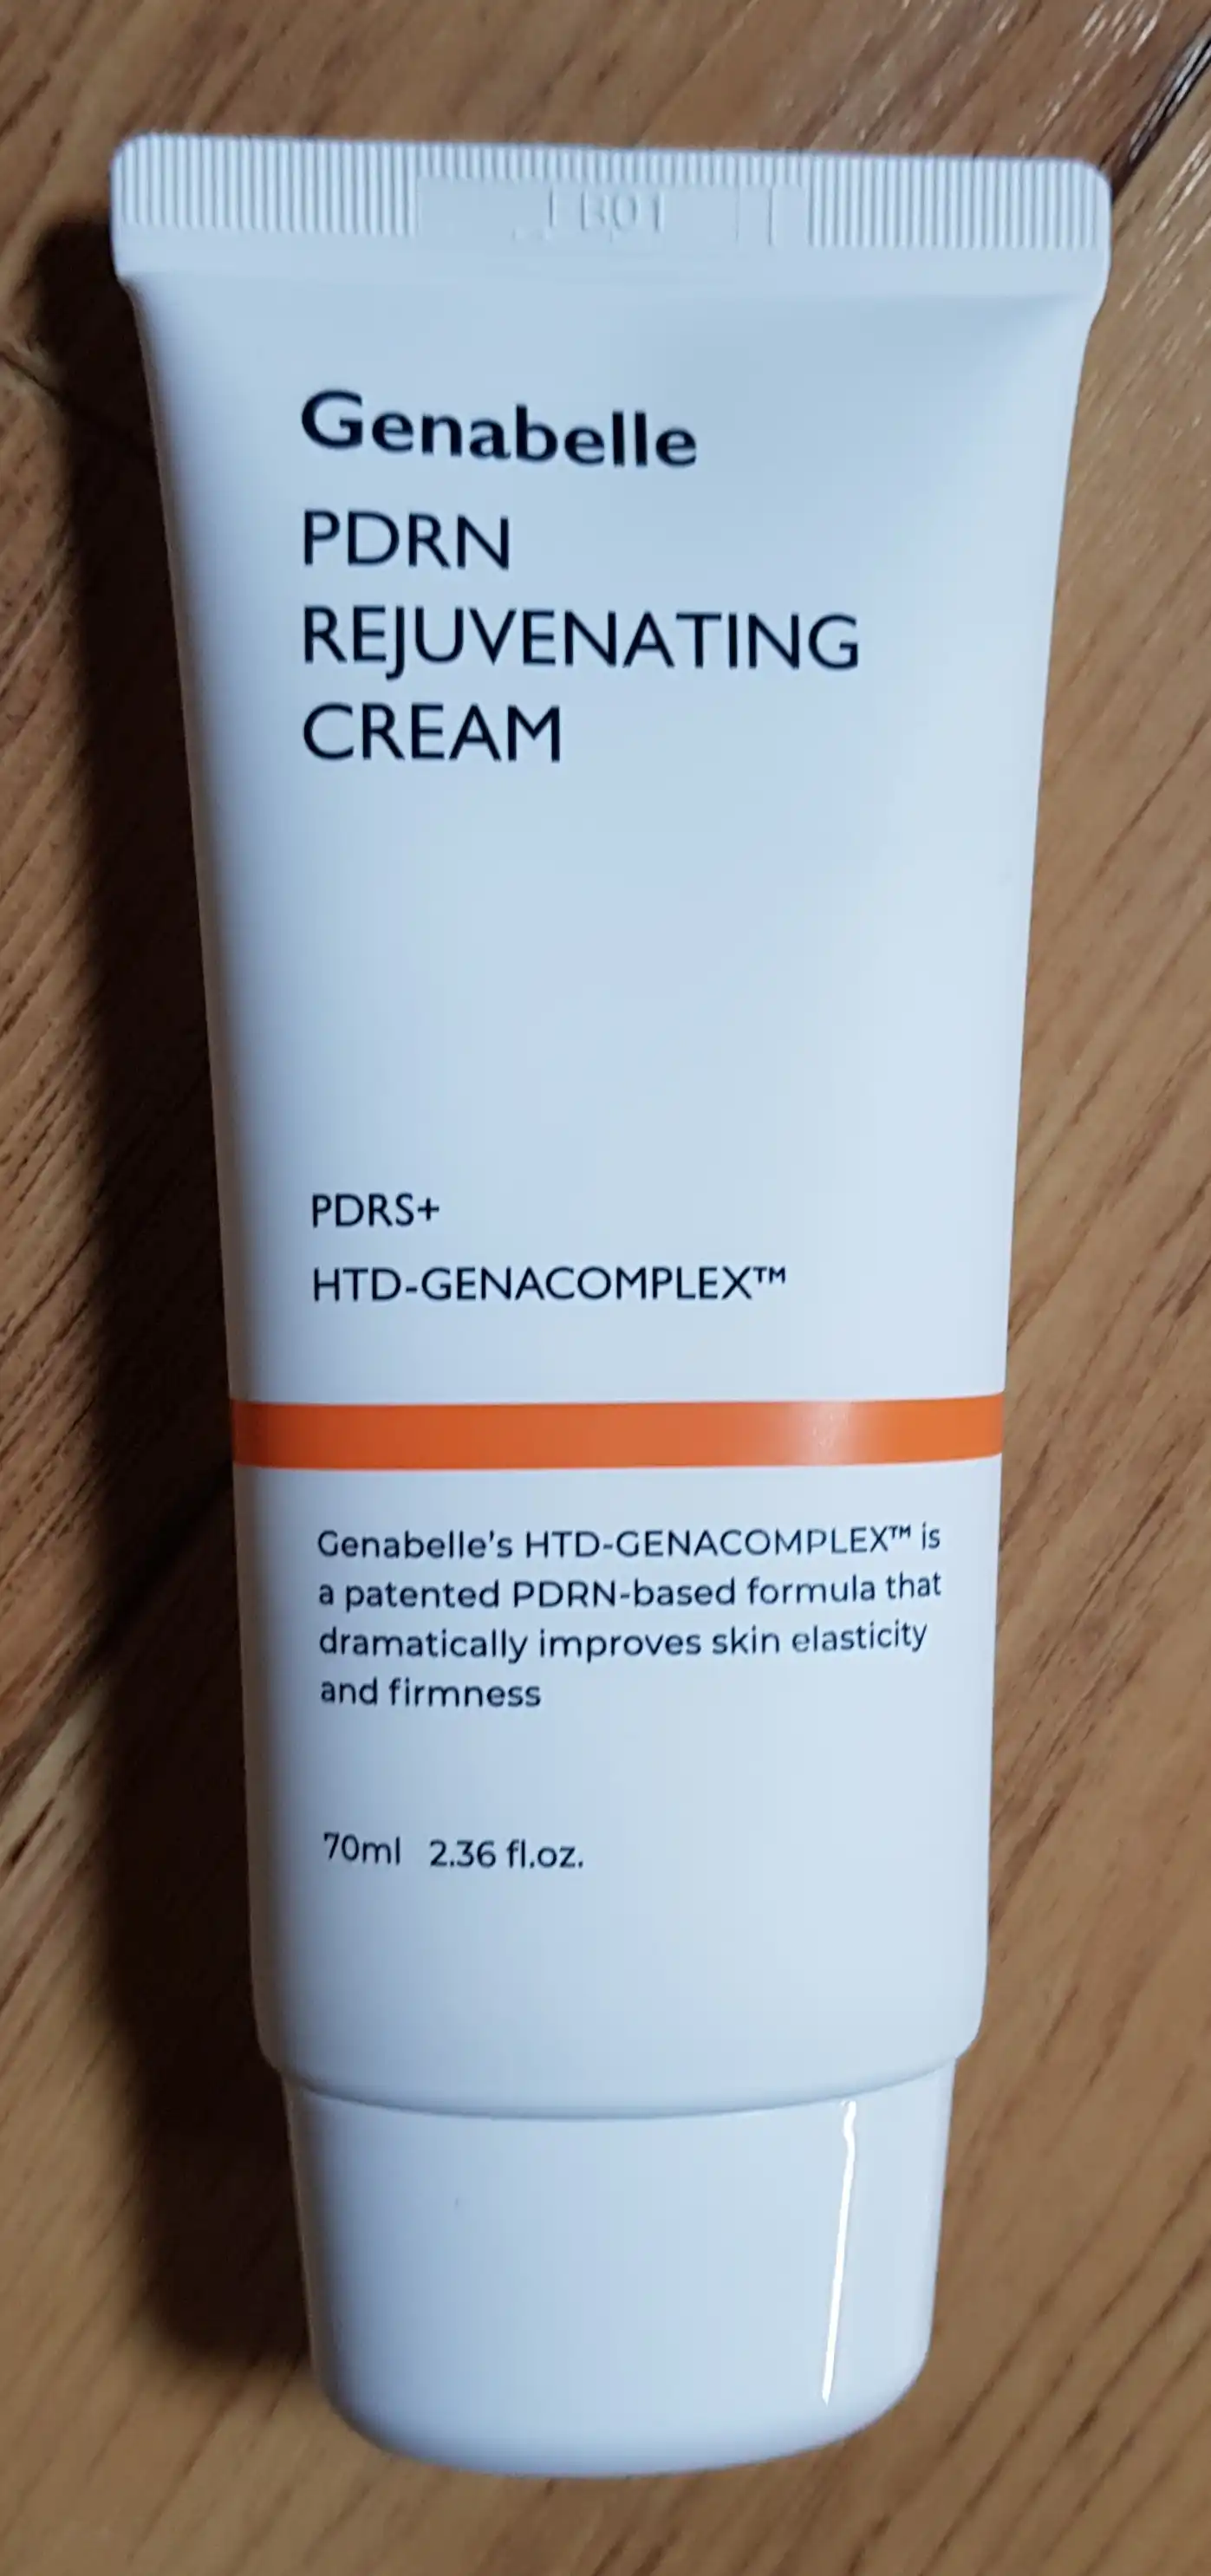 Genabelle
PDRN
REJUVENATING
CREAM
PDRS+
HTD-GENACOMPLEX™
Genabelle's HTD-GENACOMPLEX™ is
a patented PDRN-based formula that
dramatically improves skin elasticity
and firmness
70ml 2.36 fl.oz.